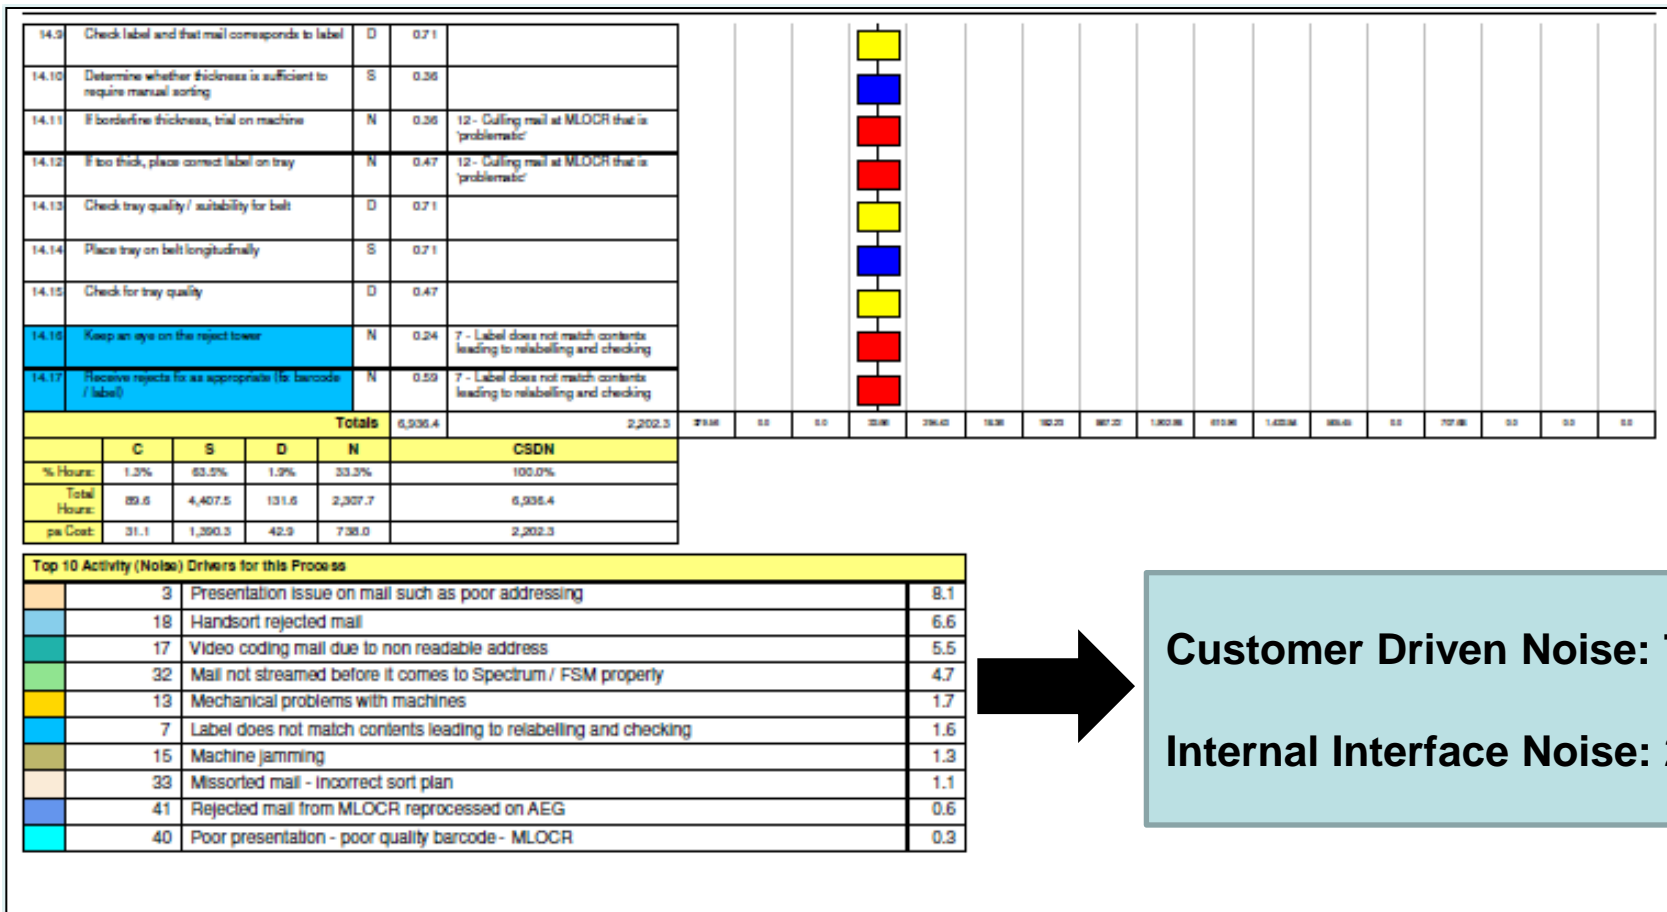 14.9 Check label and that mail corresponds to label D 0.71
14.10 Determine whether thickness is sufficient to S 0.36
require manual sorting
14.11 If borderline thickness, trial on machine N 0.36 12 - Culling mail at MLOCR that is
'problematic'
14.12 If too thick, place correct label on tray N 0.47 12 - Culling mail at MLOCR that is
'problematic'
14.13 Check tray quality / suitability for belt D 0.71
14.14 Place tray on belt longitudinally S 0.71
14.15 Check for tray quality D 0.47
14.16 Keep an eye on the reject tower N 0.24 7 - Label does not match contents
leading to relabelling and checking
14.17 Receive rejects fix as appropriate (fix barcode N 0.59 7 - Label does not match contents
/ label) leading to relabelling and checking
Totals 6,936.4 2,202.3 0.0 0.0 0.0 0.0 0.0 0.0
C S D N CSDN
% Hours: 1.3% 63.5% 1.9% 33.3% 100.0%
Total
Hours: 89.6 4,407.5 131.6 2,307.7 6,936.4
pa Cost: 31.1 1,390.3 42.9 738.0 2,202.3
Top 10 Activity (Noise) Drivers for this Process
3 Presentation issue on mail such as poor addressing 8.1
18 Handsort rejected mail 6.6
17 Video coding mail due to non readable address 5.5
32 Mail not streamed before it comes to Spectrum / FSM properly 4.7
13 Mechanical problems with machines 1.7
7 Label does not match contents leading to relabelling and checking 1.6
15 Machine jamming 1.3
33 Missorted mail - incorrect sort plan 1.1
41 Rejected mail from MLOCR reprocessed on AEG 0.6
40 Poor presentation - poor quality barcode - MLOCR 0.3
Customer Driven Noise:
Internal Interface Noise: